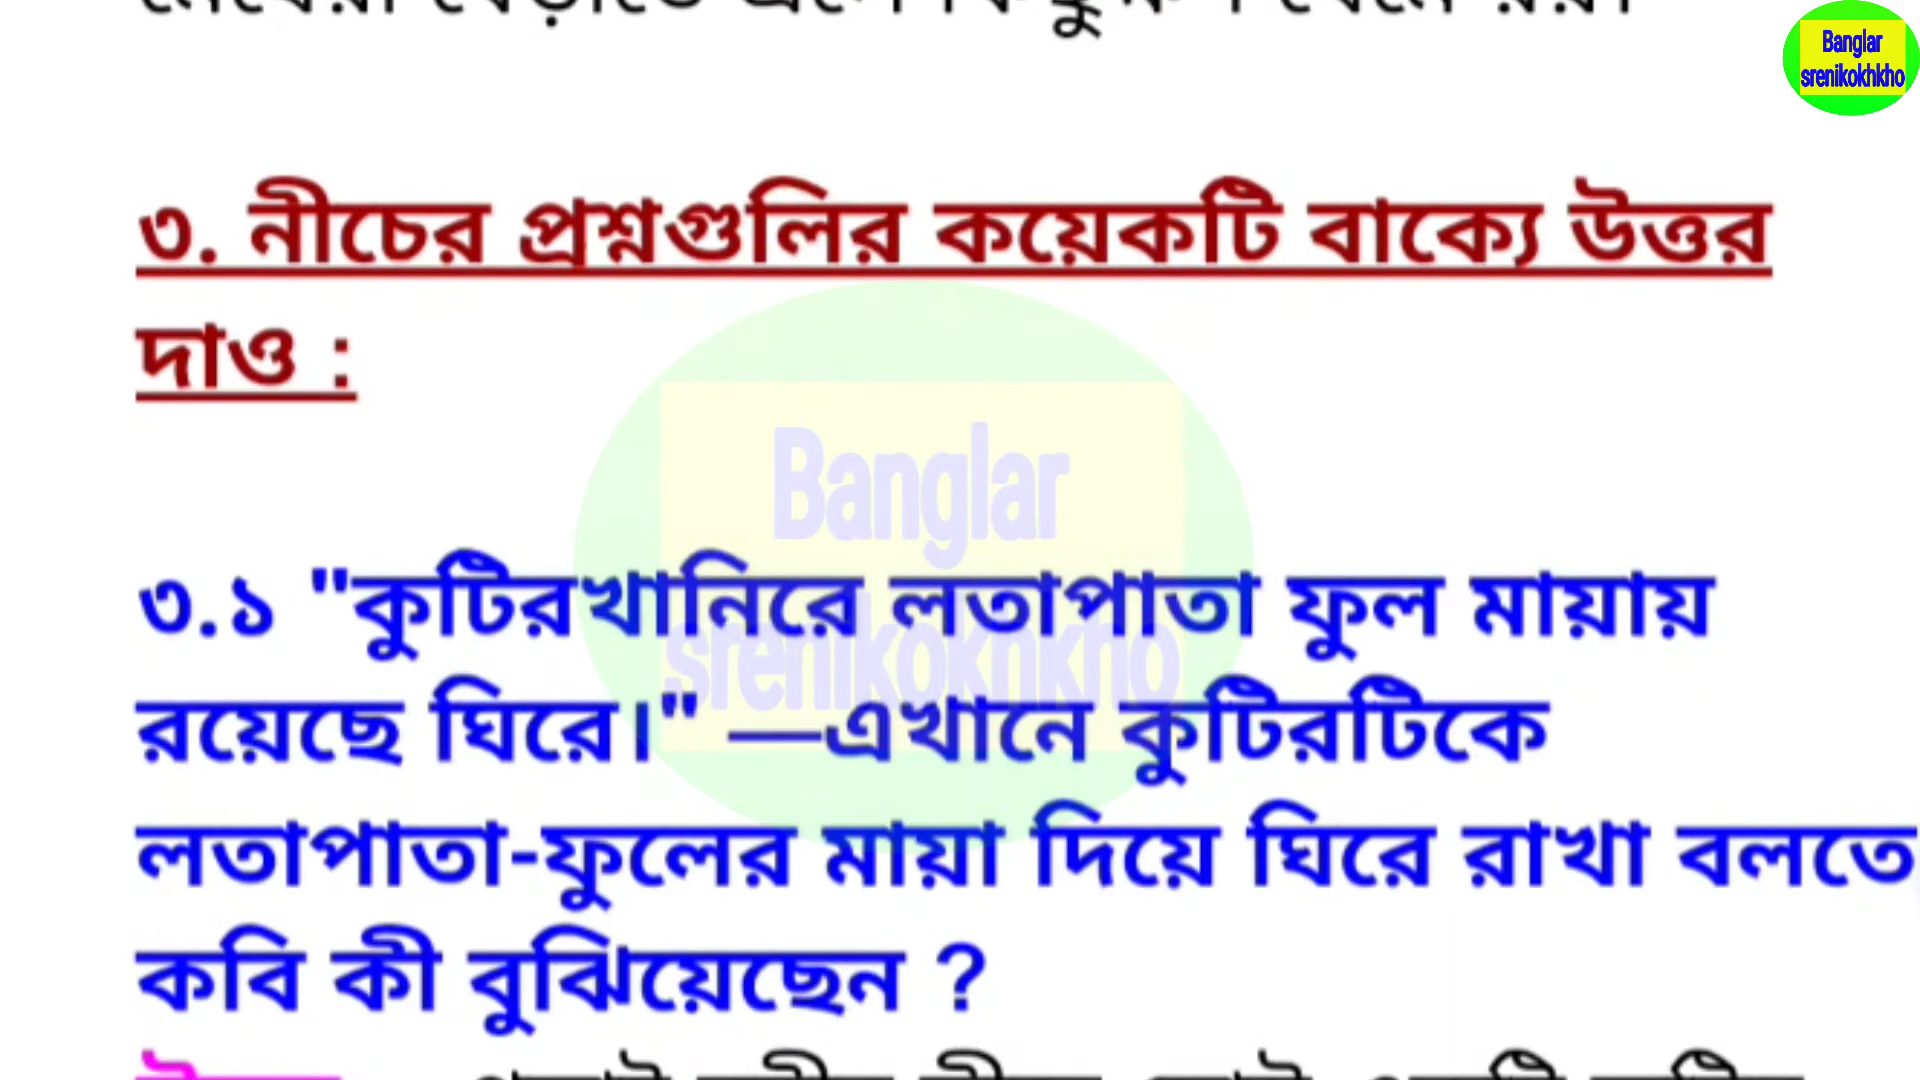 Banglar
srenikokhkho
৩. নীচের প্রশ্নগুলির কয়েকটি বাক্যে উত্তর
দাও :
Banglar
srenikokhkho
৩.১ "কুটিরখানিরে লতাপাতা ফুল মায়ায়
রয়েছে ঘিরে।" —এখানে কুটিরটিকে
লতাপাতা-ফুলের মায়া দিয়ে ঘিরে রাখা বলতে
কবি কী বুঝিয়েছেন ?